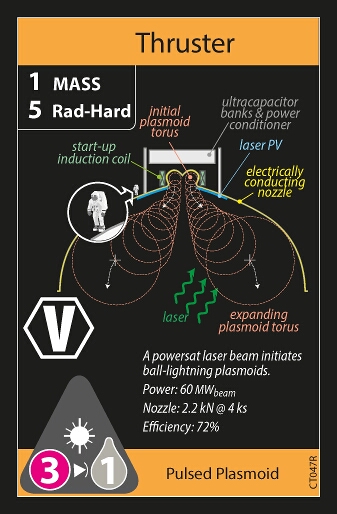 Thruster
1 MASS
5 Rad-Hard
initial
plasmoid
torus
ultracapacitor
banks & power
conditioner
start-up
induction coil
laser PV
electrically
conducting
nozzle
V
laser
expanding
plasmoid torus
A powersat laser beam initiates
ball-lightning plasmoids.
Power: 60 MWbeam
Nozzle: 2.2 kN @ 4 ks
Efficiency: 72%
3 1
Pulsed Plasmoid
CT047R